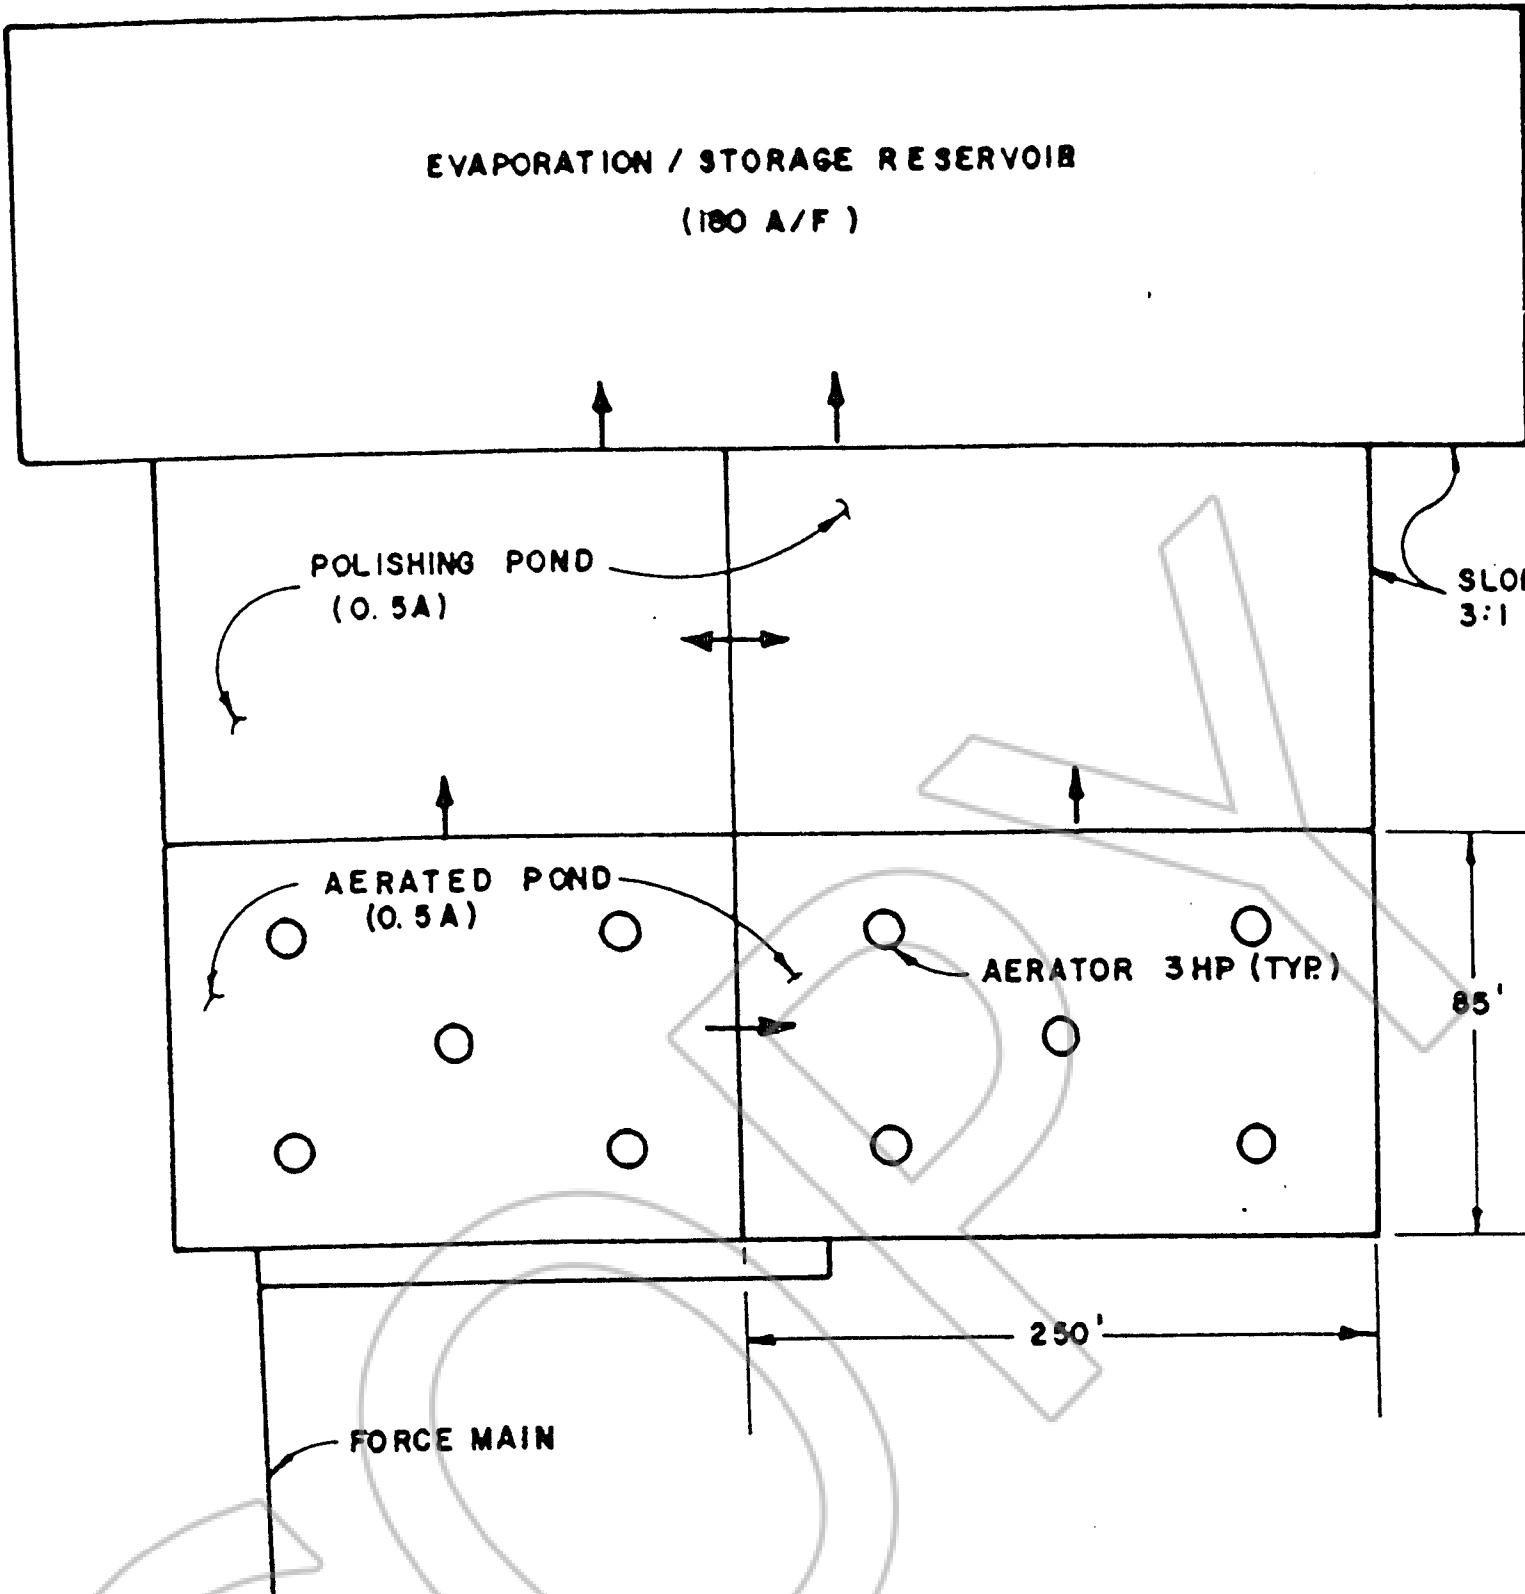 EVAPORATION / STORAGE RESERVOIR
(180 A/F )
POLISHING POND
(0.5A)
3:1
AERATED POND
(0.5A)
AERATOR 3HP (TYP.)
85'
250'
FORCE MAIN
COPY